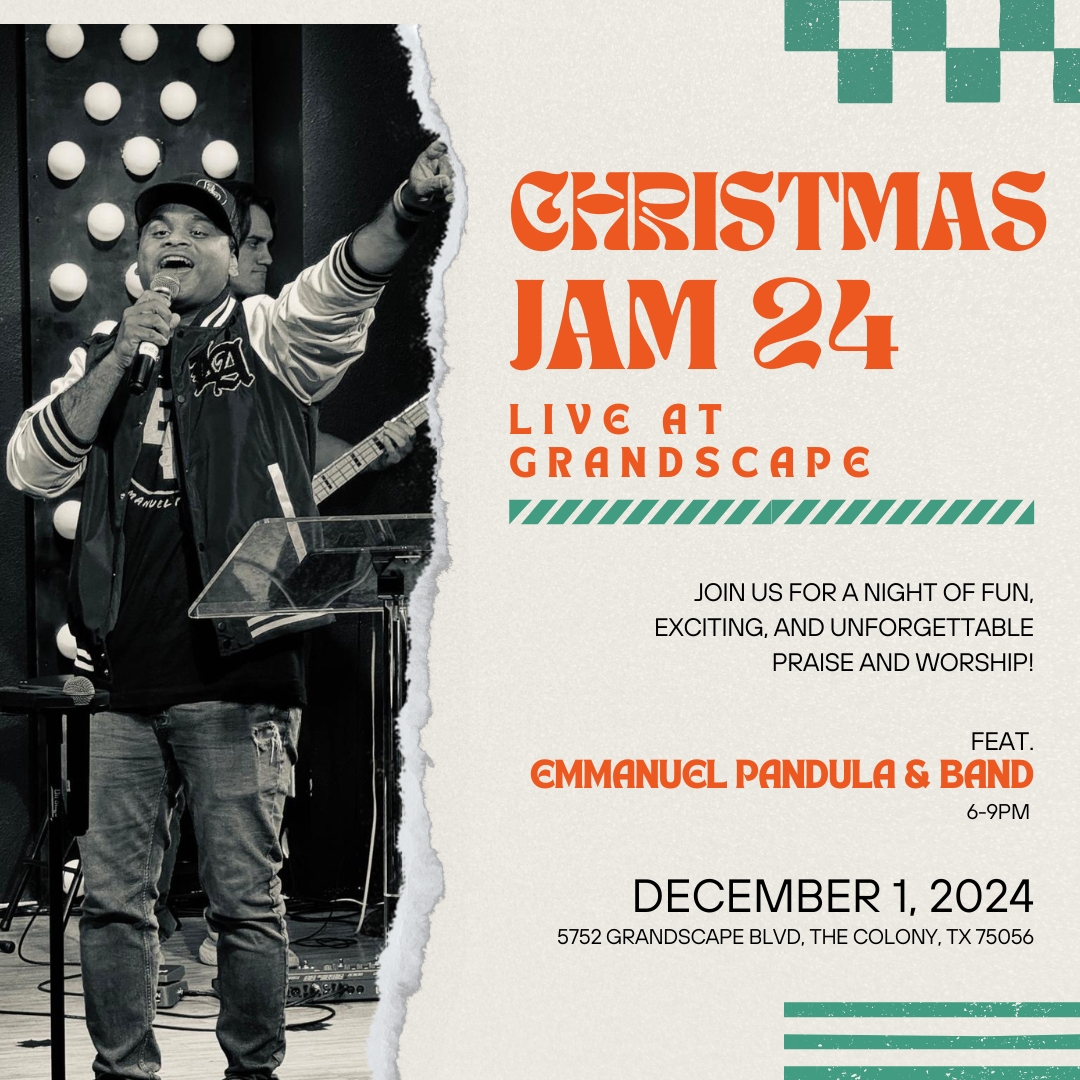 CHRISTMAS
JAM 24
LIVE AT
GRANDSCAPE
JOIN US FOR A NIGHT OF FUN,
EXCITING, AND UNFORGETTABLE
PRAISE AND WORSHIP!
FEAT.
EMMANUEL PANDULA & BAND
6-9PM
DECEMBER 1, 2024
5752 GRANDSCAPE BLVD, THE COLONY, TX 75056